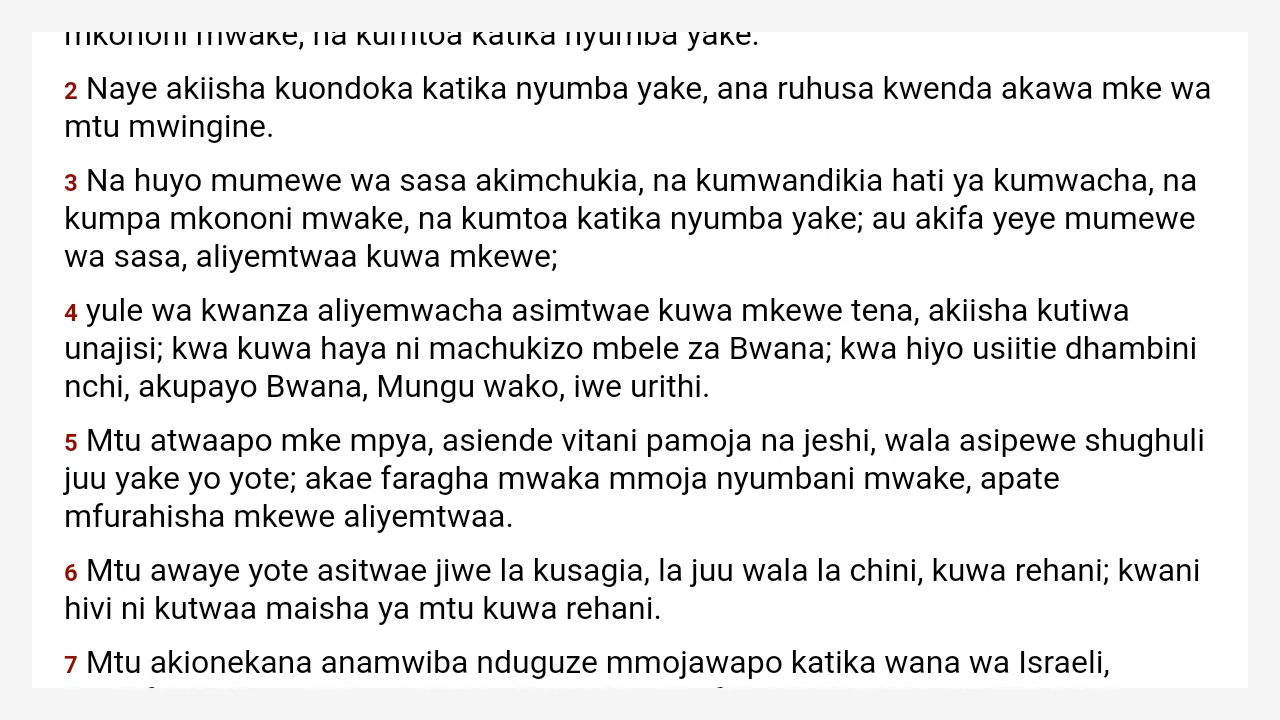 mkononi mwake, na kumtoa katika nyumba yake.
2 Naye akiisha kuondoka katika nyumba yake, ana ruhusa kwenda akawa mke wa
mtu mwingine.
3 Na huyo mumewe wa sasa akimchukia, na kumwandikia hati ya kumwacha, na
kumpa mkononi mwake, na kumtoa katika nyumba yake; au akifa yeye mumewe
wa sasa, aliyemtwaa kuwa mkewe;
4 yule wa kwanza aliyemwacha asimtwae kuwa mkewe tena, akiisha kutiwa
unajisi; kwa kuwa haya ni machukizo mbele za Bwana; kwa hiyo usiitie dhambini
nchi, akupayo Bwana, Mungu wako, iwe urithi.
5 Mtu atwaapo mke mpya, asiende vitani pamoja na jeshi, wala asipewe shughuli
juu yake yo yote; akae faragha mwaka mmoja nyumbani mwake, apate
mfurahisha mkewe aliyemtwaa.
6 Mtu awaye yote asitwae jiwe la kusagia, la juu wala la chini, kuwa rehani; kwani
hivi ni kutwaa maisha ya mtu kuwa rehani.
7 Mtu akionekana anamwiba nduguze mmojawapo katika wana wa Israeli,